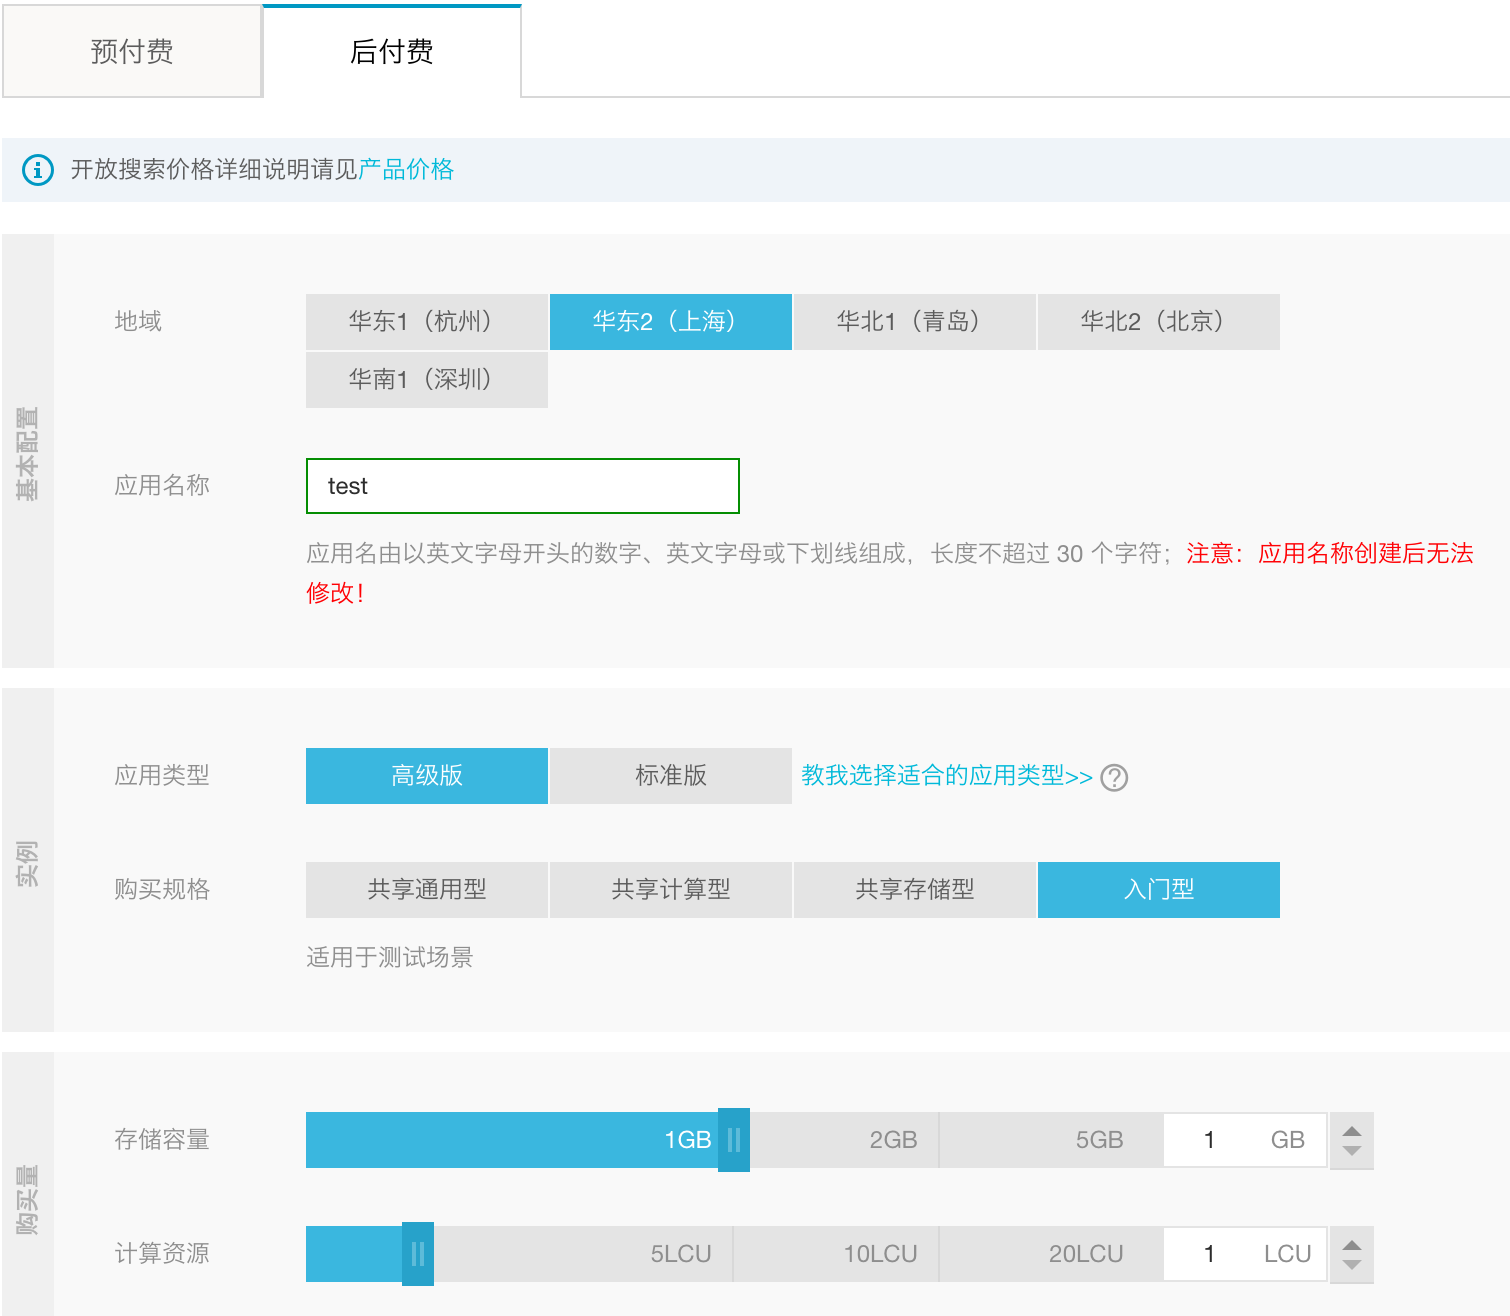 预付费
后付费
开放搜索价格详细说明请见产品价格
基本配置
地域
华东1（杭州）
华东2（上海）
华北1（青岛）
华北2（北京）
华南1（深圳）
应用名称
test
应用名由以英文字母开头的数字、英文字母或下划线组成，长度不超过 30 个字符；注意：应用名称创建后无法
修改！
实例
应用类型
高级版
标准版
教我选择适合的应用类型>>
购买规格
共享通用型
共享计算型
共享存储型
入门型
适用于测试场景
购买量
存储容量
1GB
2GB
5GB
1 GB
计算资源
5LCU
10LCU
20LCU
1 LCU